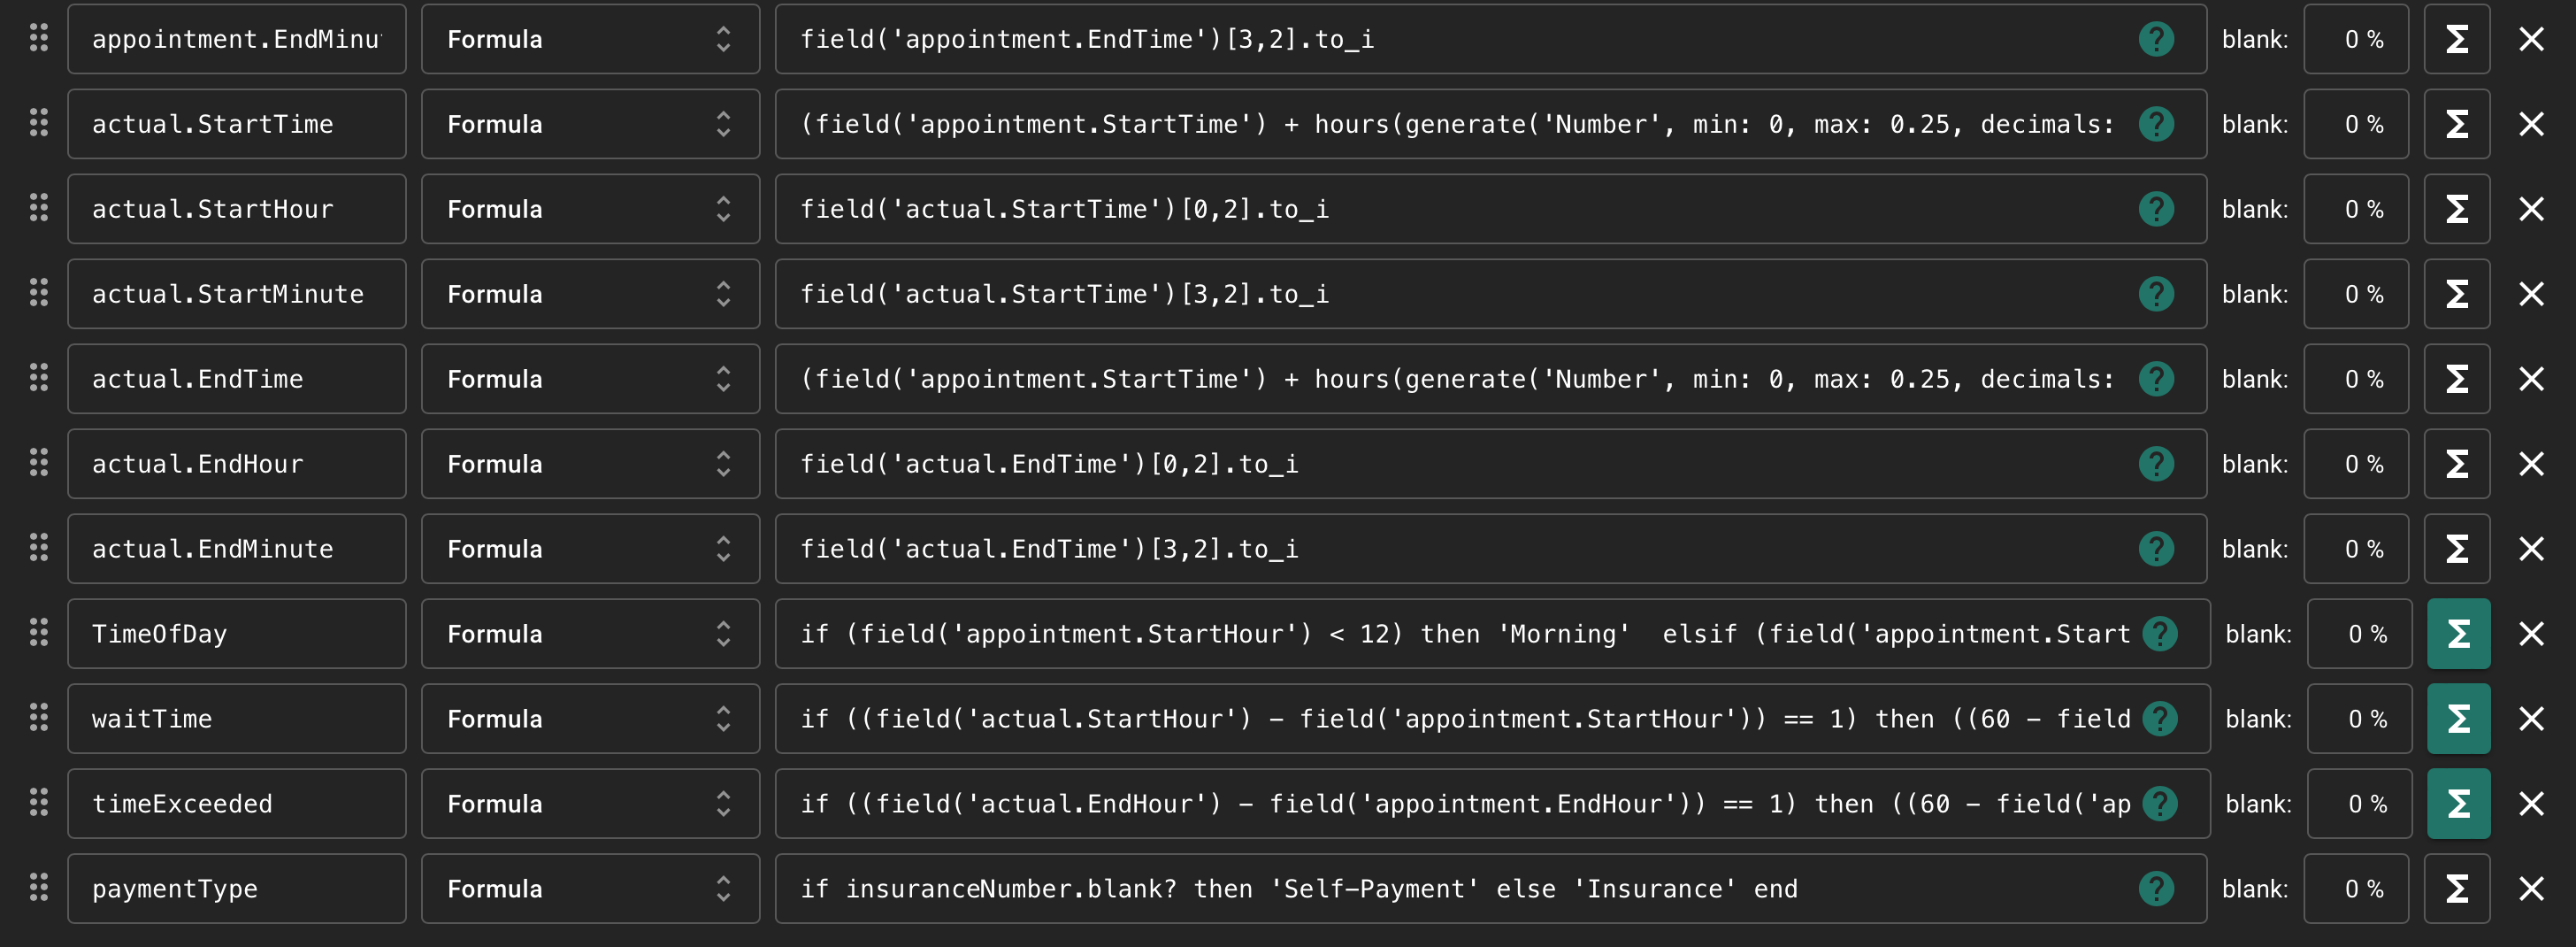 appointment.EndMinu Formula field('appointment.EndTime')[3,2].to_i ? blank: 0 % Σ ×
actual.StartTime Formula (field('appointment.StartTime') + hours(generate('Number', min: 0, max: 0.25, decimals: ? blank: 0 % Σ ×
actual.StartHour Formula field('actual.StartTime')[0,2].to_i ? blank: 0 % Σ ×
actual.StartMinute Formula field('actual.StartTime')[3,2].to_i ? blank: 0 % Σ ×
actual.EndTime Formula (field('appointment.StartTime') + hours(generate('Number', min: 0, max: 0.25, decimals: ? blank: 0 % Σ ×
actual.EndHour Formula field('actual.EndTime')[0,2].to_i ? blank: 0 % Σ ×
actual.EndMinute Formula field('actual.EndTime')[3,2].to_i ? blank: 0 % Σ ×
TimeOfDay Formula if (field('appointment.StartHour') < 12) then 'Morning'  elsif (field('appointment.Start ? blank: 0 % Σ ×
waitTime Formula if ((field('actual.StartHour') - field('appointment.StartHour')) == 1) then ((60 - field ? blank: 0 % Σ ×
timeExceeded Formula if ((field('actual.EndHour') - field('appointment.EndHour')) == 1) then ((60 - field('ap ? blank: 0 % Σ ×
paymentType Formula if insuranceNumber.blank? then 'Self-Payment' else 'Insurance' end ? blank: 0 % Σ ×